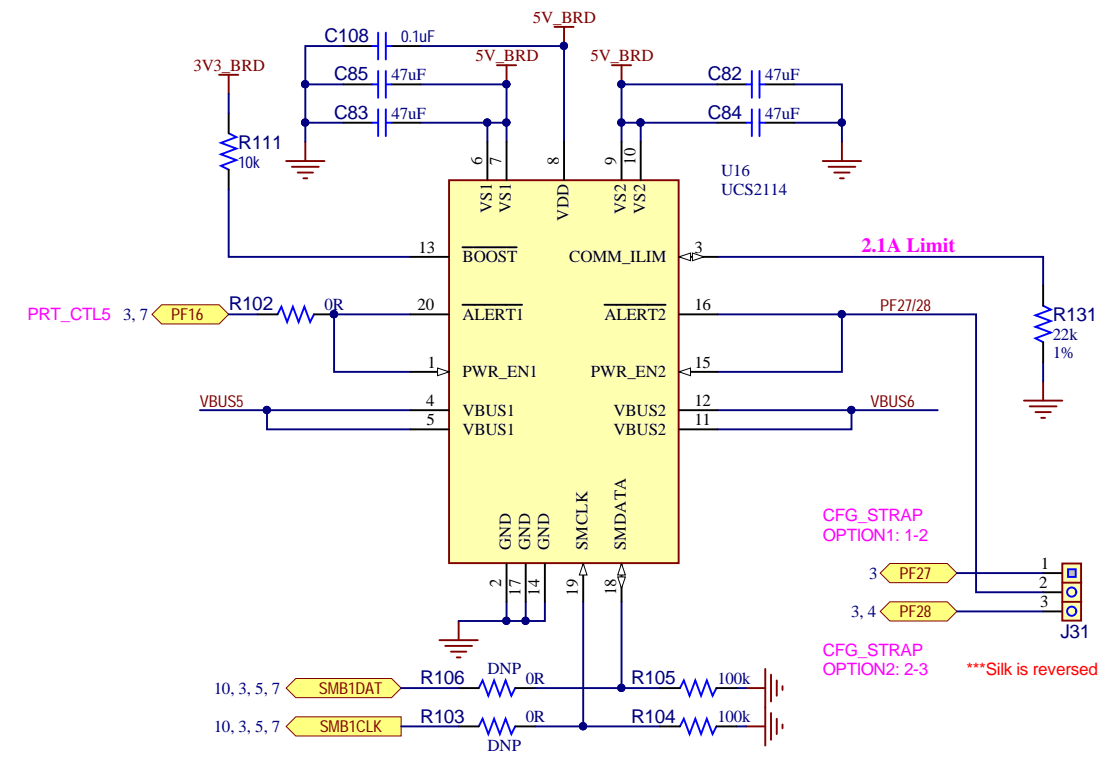 5V_BRD
C108 0.1uF
3V3_BRD
5V_BRD
5V_BRD
C85 47uF
C82 47uF
C83 47uF
C84 47uF
R111
10k
6
7
8
9
10
U16
UCS2114
VS1
VS1
VDD
VS2
VS2
13 BOOST
COMM_ILIM 3
2.1A Limit
PRT_CTL5 3, 7 PF16 R102 0R
20 ALERT1
ALERT2 16
PF27/28
R131
22k
1%
1 PWR_EN1
PWR_EN2 15
VBUS5
4 VBUS1
VBUS2 12
VBUS6
5 VBUS1
VBUS2 11
GND
GND
GND
SMCLK
SMDATA
2
17
14
19
18
CFG_STRAP
OPTION1: 1-2
3 PF27
1
2
3, 4 PF28
3
J31
CFG_STRAP
OPTION2: 2-3
***Silk is reversed
10, 3, 5, 7 SMB1DAT R106 DNP 0R R105 100k
10, 3, 5, 7 SMB1CLK R103 0R R104 100k
DNP